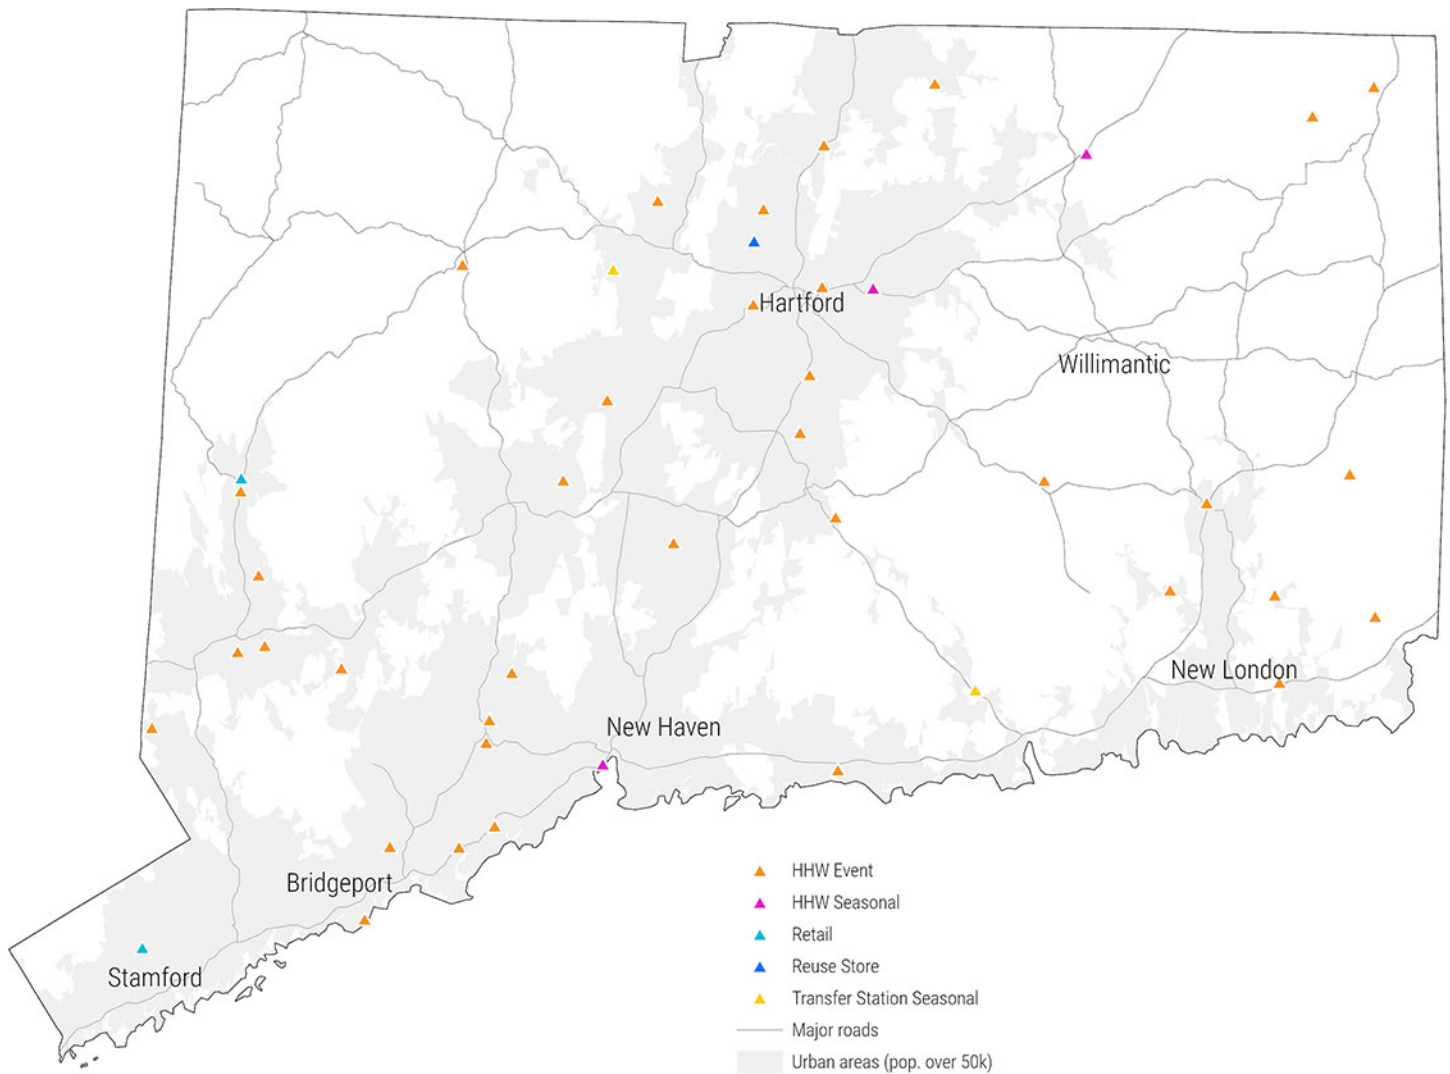 Hartford
Willimantic
New London
New Haven
Bridgeport
Stamford
HHW Event
HHW Seasonal
Retail
Reuse Store
Transfer Station Seasonal
Major roads
Urban areas (pop. over 50k)